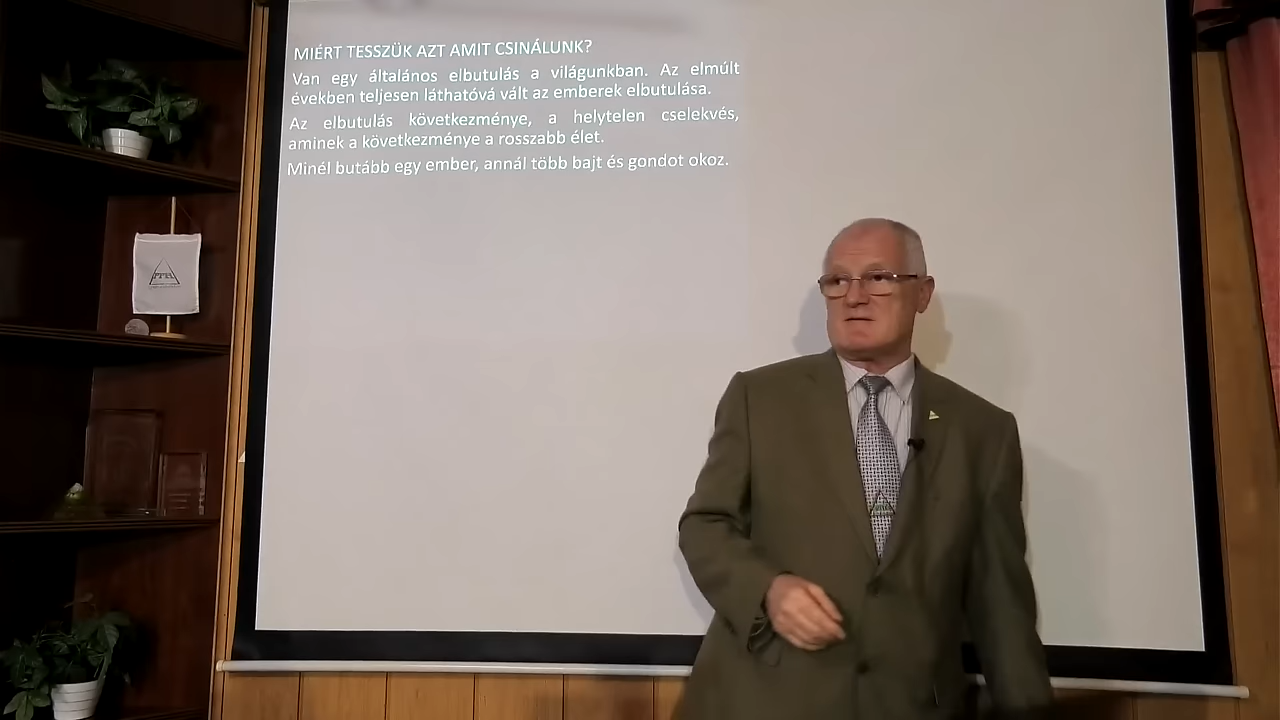 MIÉRT TESSZÜK AZT AMIT CSINÁLUNK?
Van egy általános elbutulás a világunkban. Az elmúlt
években teljesen láthatóvá vált az emberek elbutulása.
Az elbutulás következménye, a helytelen cselekvés,
aminek a következménye a rosszabb élet.
Minél butább egy ember, annál több bajt és gondot okoz.